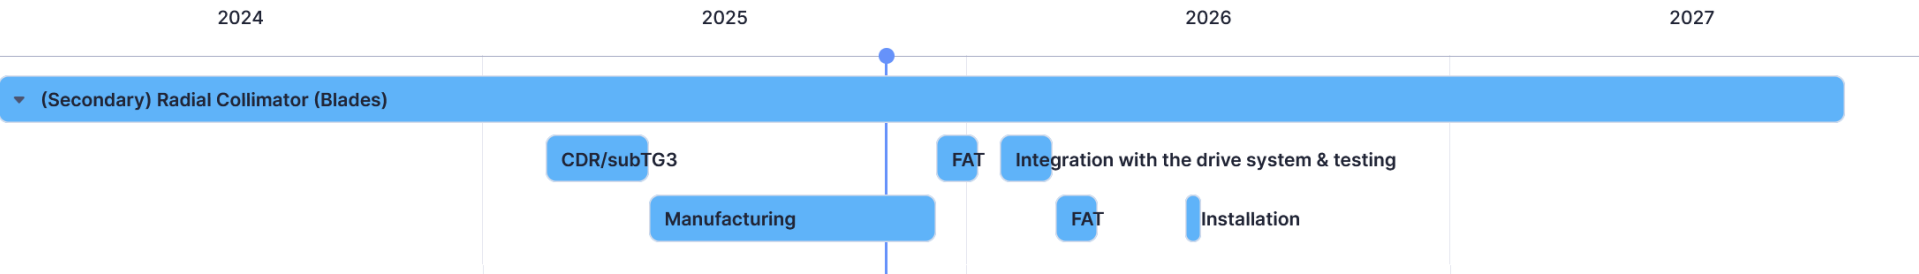 2024 2025 2026 2027
(Secondary) Radial Collimator (Blades)
CDR/subTG3 FAT Integration with the drive system & testing
Manufacturing FAT Installation